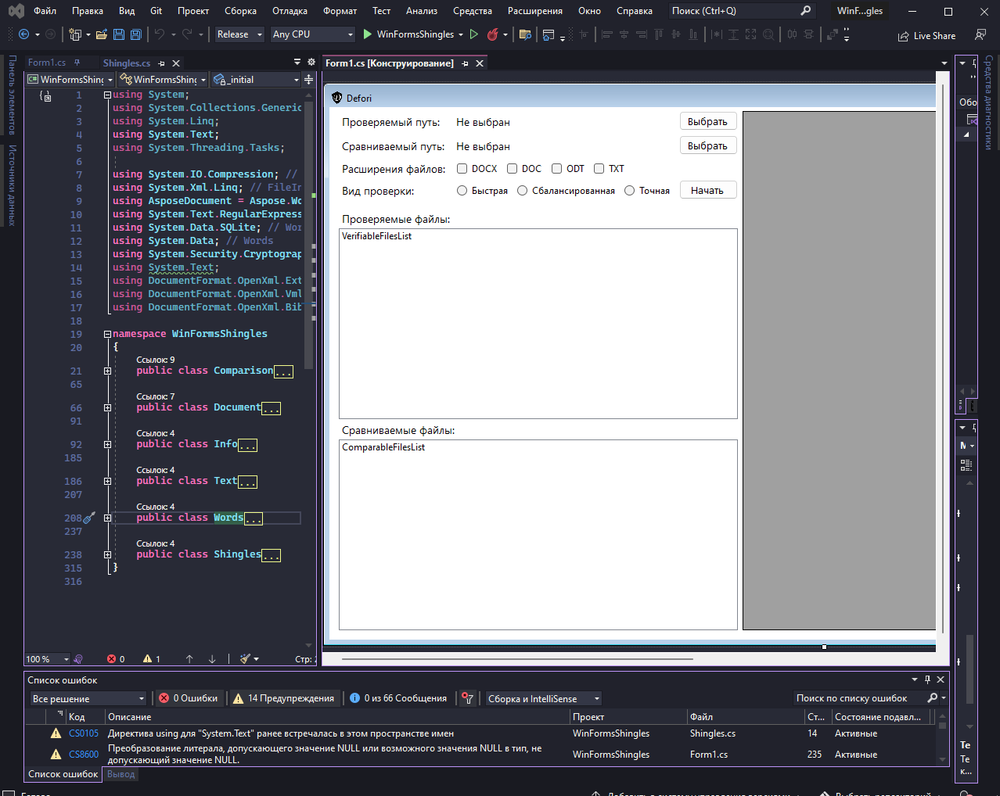 Файл Правка Вид Git Проект Сборка Отладка Формат Тест Анализ Средства Расширения Окно Справка Поиск (Ctrl+Q) WinF...gles
Release Any CPU WinFormsShingles Live Share
Панель элементов
Источники данных
Form1.cs Shingles.cs
WinFormsShing WinFormsShing _initial
1 using System;
2 using System.Collections.Generic
3 using System.Linq;
4 using System.Text;
5 using System.Threading.Tasks;
6
7 using System.IO.Compression; //
8 using System.Xml.Linq; // FileIn
9 using AsposeDocument = Aspose.Wo
10 using System.Text.RegularExpress
11 using System.Data.SQLite; // Wor
12 using System.Data; // Words
13 using System.Security.Cryptograp
14 using System.Text;
15 using DocumentFormat.OpenXml.Ext
16 using DocumentFormat.OpenXml.Vml
17 using DocumentFormat.OpenXml.Bib
18
19 namespace WinFormsShingles
20 {
Ссылок: 9
21 public class Comparison...
65
Ссылок: 7
66 public class Document...
91
Ссылок: 4
92 public class Info...
185
Ссылок: 4
186 public class Text...
207
Ссылок: 4
208 public class Words...
237
Ссылок: 4
238 public class Shingles...
315 }
316
100 % 0 1 Стр: 2
Form1.cs [Конструирование]
Defori
Проверяемый путь: Не выбран Выбрать
Сравниваемый путь: Не выбран Выбрать
Расширения файлов: DOCX DOC ODT TXT
Вид проверки: Быстрая Сбалансированная Точная Начать
Проверяемые файлы:
VerifiableFilesList
Сравниваемые файлы:
ComparableFilesList
Обо
Средства диагностики
Те
Те
к...
Список ошибок
Все решение 0 Ошибки 14 Предупреждения 0 из 66 Сообщения Сборка и IntelliSense Поиск по списку ошибок
Код Описание Проект Файл Ст... Состояние подавл...
CS0105 Директива using для "System.Text" ранее встречалась в этом пространстве имен WinFormsShingles Shingles.cs 14 Активные
CS8600 Преобразование литерала, допускающего значение NULL или возможного значения NULL в тип, не допускающий значение NULL. WinFormsShingles Form1.cs 235 Активные
Список ошибок Вывод
Готово Добавить в систему управления версиями Выбрать репозиторий